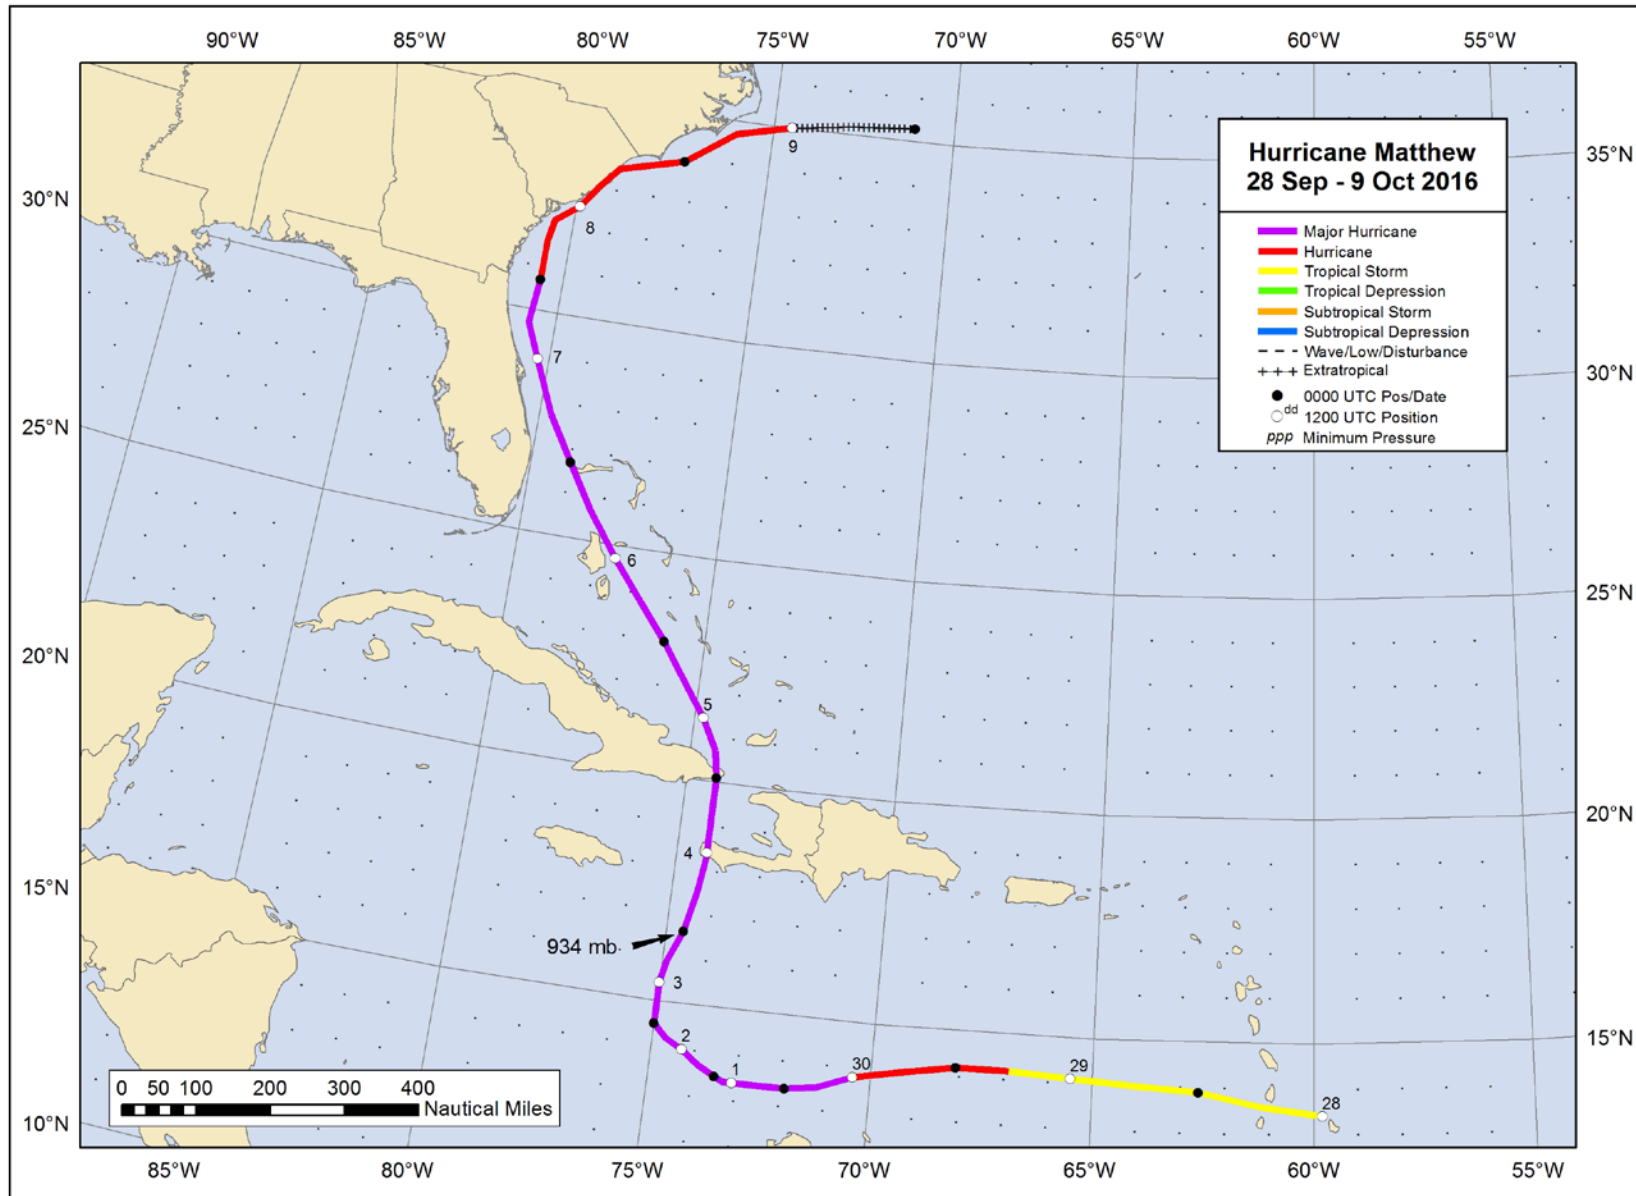 90°W 85°W 80°W 75°W 70°W 65°W 60°W 55°W
Hurricane Matthew
28 Sep - 9 Oct 2016
Major Hurricane
Hurricane
Tropical Storm
Tropical Depression
Subtropical Storm
Subtropical Depression
Wave/Low/Disturbance
Extratropical
0000 UTC Pos/Date
dd 1200 UTC Position
ppp Minimum Pressure
9
35°N
30°N
8
7
30°N
25°N
6
25°N
20°N
5
20°N
4
15°N
934 mb
3
2
15°N
1
30
29
28
0 50 100 200 300 400
Nautical Miles
10°N
85°W 80°W 75°W 70°W 65°W 60°W 55°W